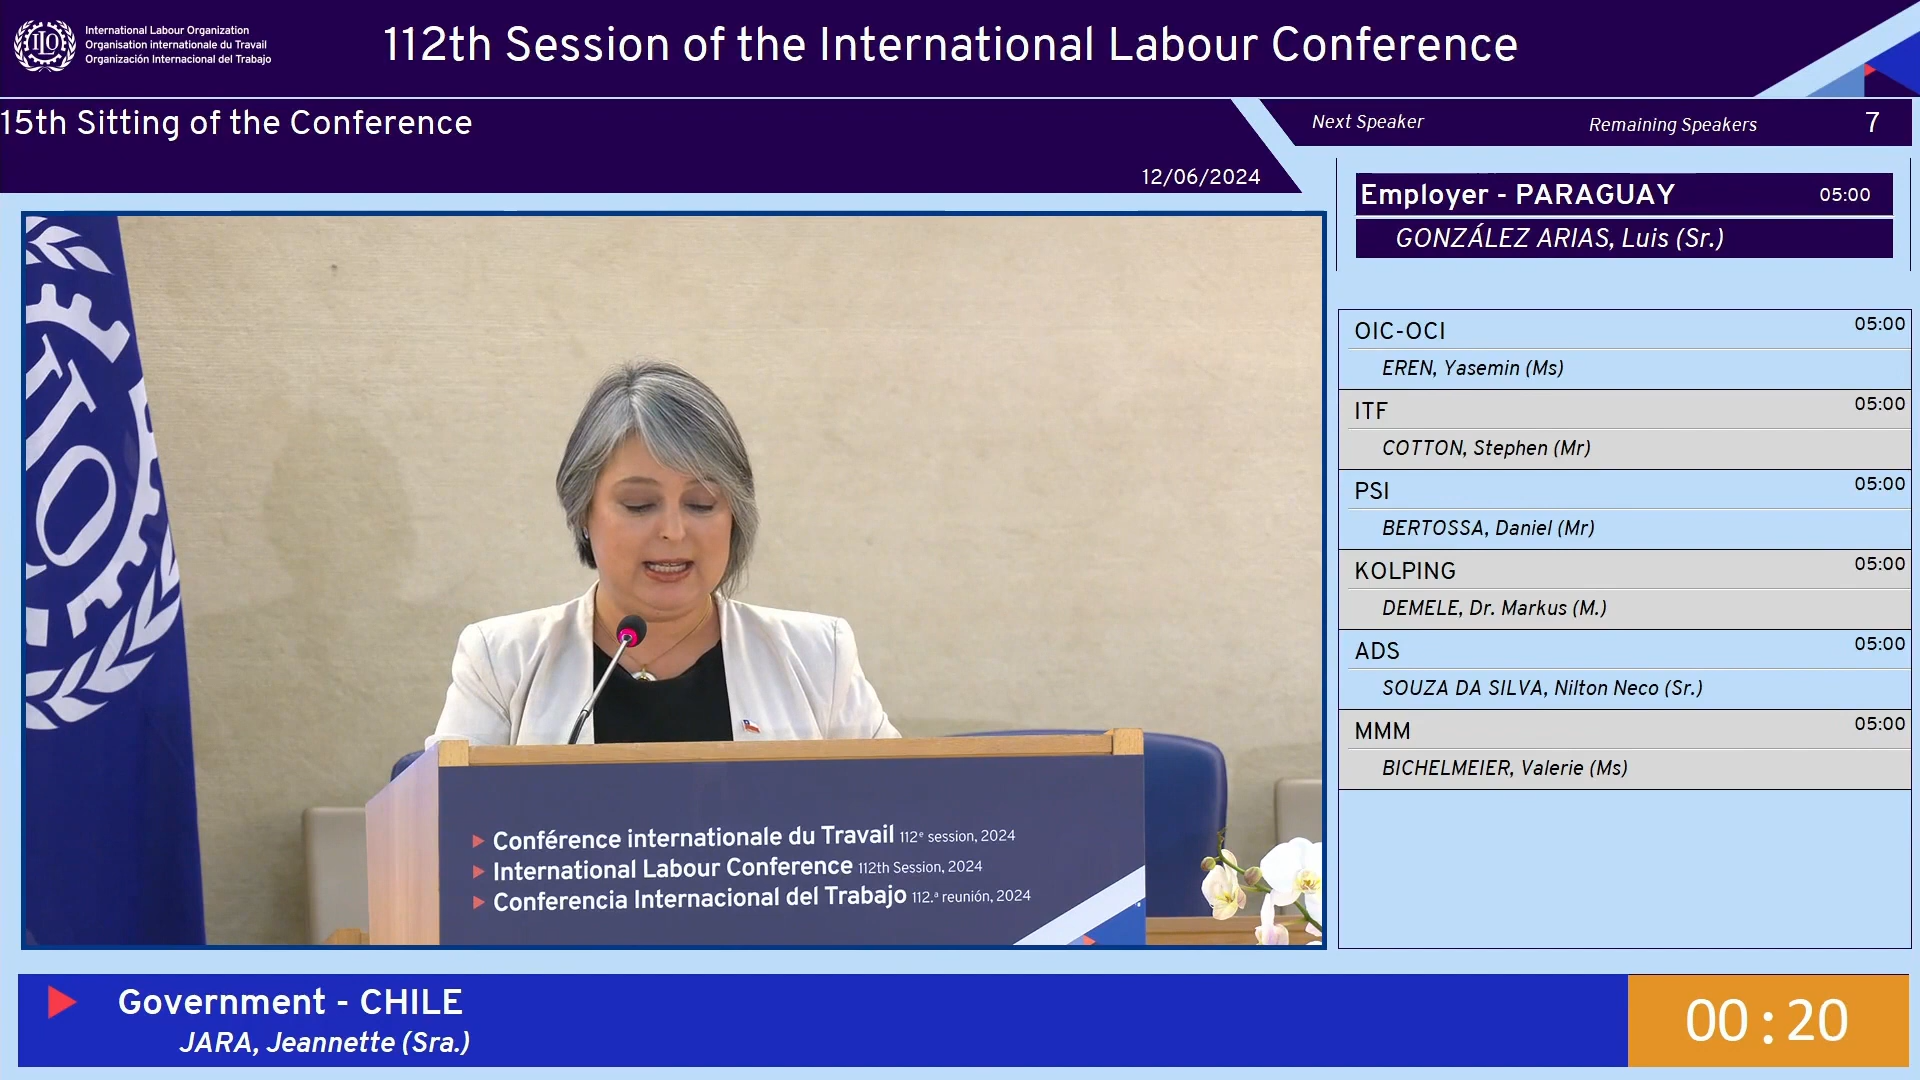 International Labour Organization
Organisation internationale du Travail
Organización Internacional del Trabajo
ILO
112th Session of the International Labour Conference
15th Sitting of the Conference
12/06/2024
Next Speaker
Remaining Speakers
7
Employer - PARAGUAY
05:00
GONZÁLEZ ARIAS, Luis (Sr.)
OIC-OCI
05:00
EREN, Yasemin (Ms)
ITF
05:00
COTTON, Stephen (Mr)
PSI
05:00
BERTOSSA, Daniel (Mr)
KOLPING
05:00
DEMELE, Dr. Markus (M.)
ADS
05:00
SOUZA DA SILVA, Nilton Neco (Sr.)
MMM
05:00
BICHELMEIER, Valerie (Ms)
ILO
Conférence internationale du Travail 112e session, 2024
International Labour Conference 112th Session, 2024
Conferencia Internacional del Trabajo 112.ª reunión, 2024
Government - CHILE
JARA, Jeannette (Sra.)
00:20